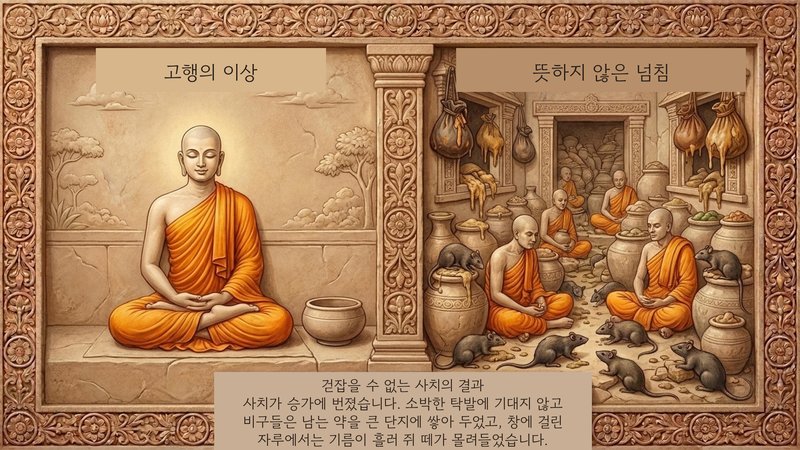 고행의 이상
뜻하지 않은 넘침
걷잡을 수 없는 사치의 결과
사치가 승가에 번졌습니다. 소박한 탁발에 기대지 않고
비구들은 남는 약을 큰 단지에 쌓아 두었고, 창에 걸린
자루에서는 기름이 흘러 쥐 떼가 몰려들었습니다.